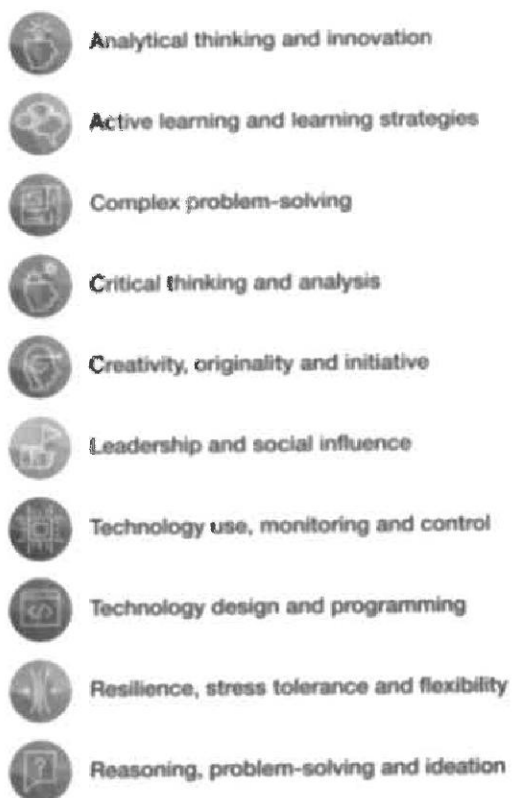 Analytical thinking and innovation
Active learning and learning strategies
Complex problem-solving
Critical thinking and analysis
Creativity, originality and initiative
Leadership and social influence
Technology use, monitoring and control
Technology design and programming
Resilience, stress tolerance and flexibility
Reasoning, problem-solving and ideation